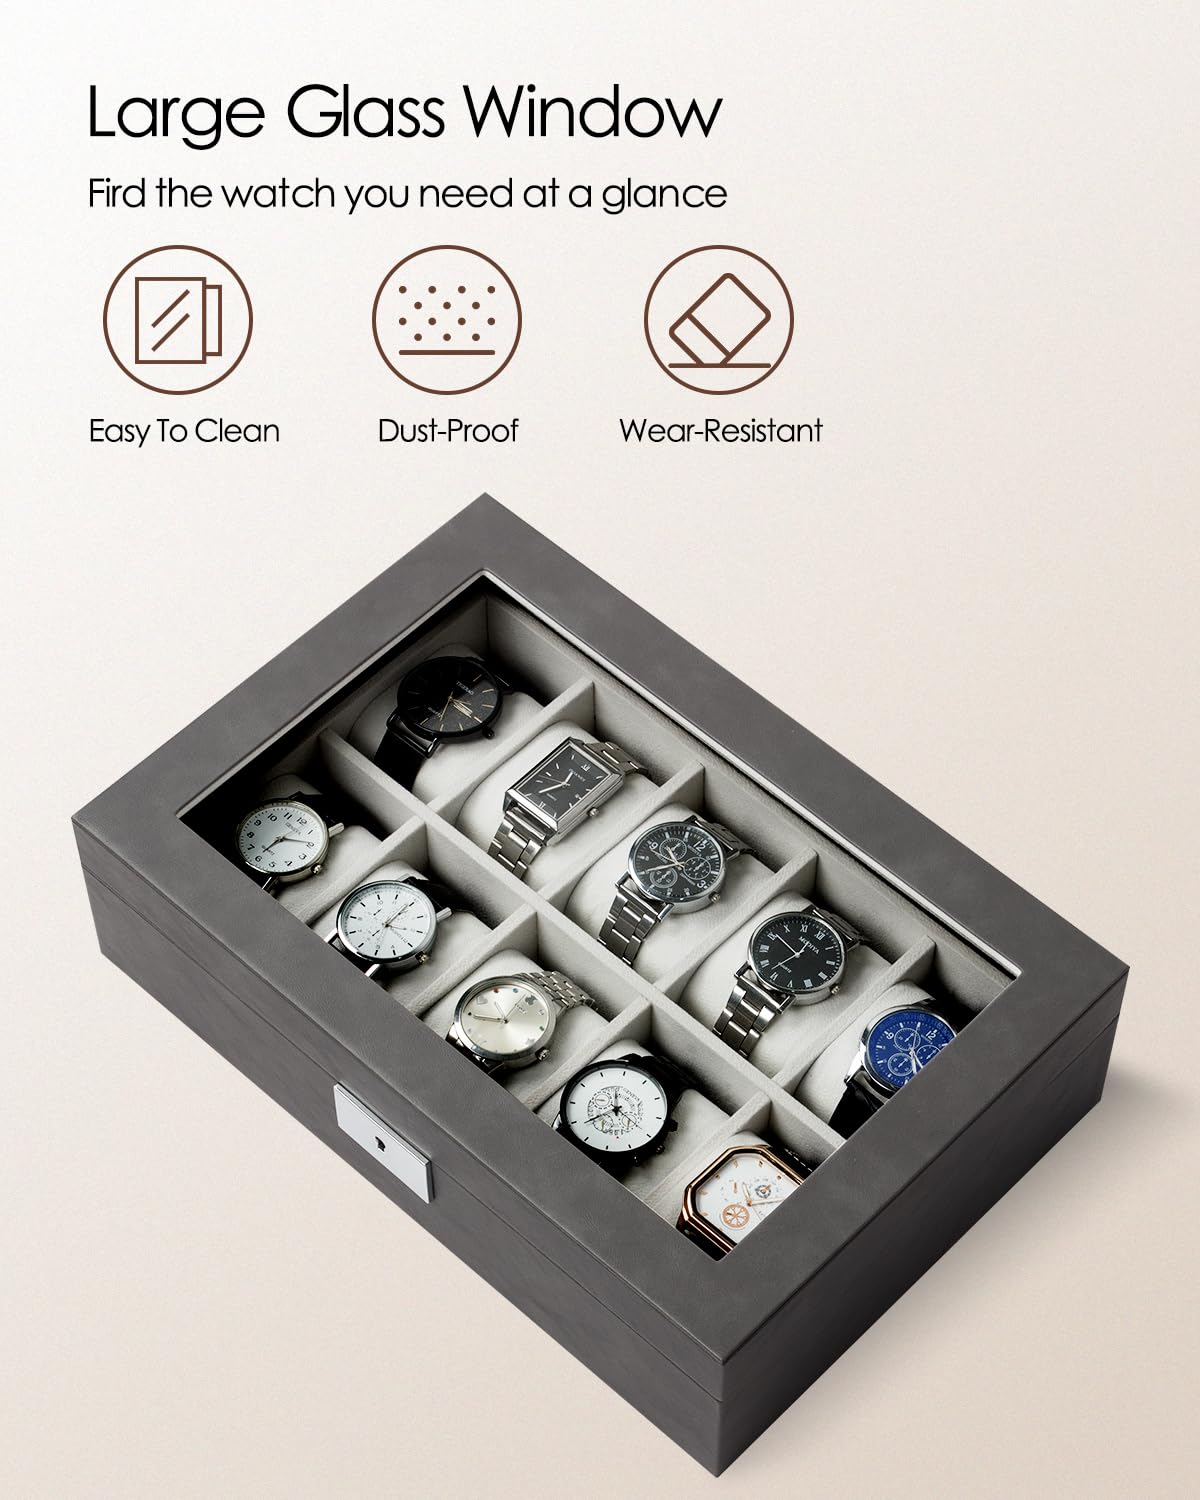 Large Glass Window
Fird the watch you need at a glance
Easy To Clean
Dust-Proof
Wear-Resistant